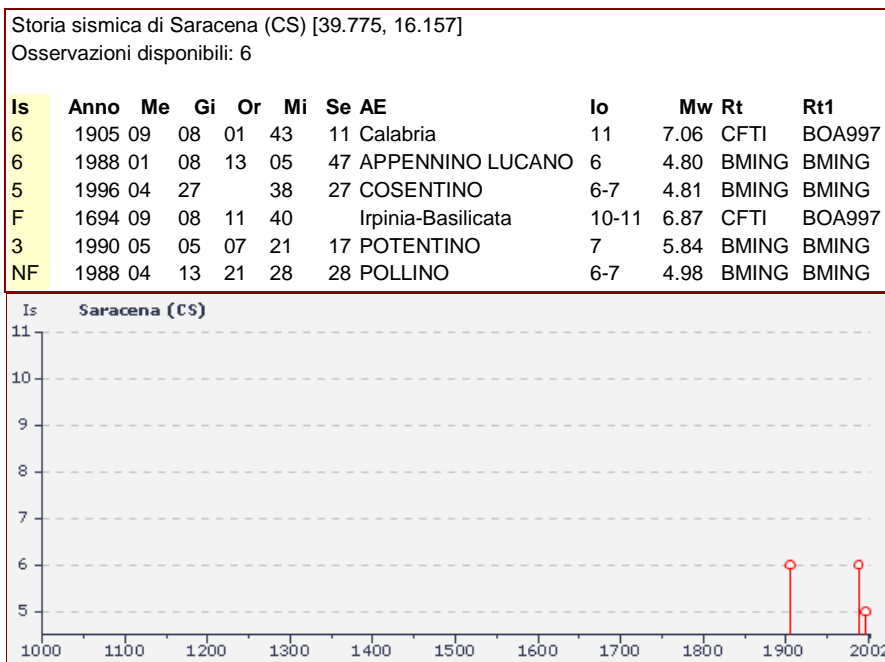 Storia sismica di Saracena (CS) [39.775, 16.157]
Osservazioni disponibili: 6
Is Anno Me Gi Or Mi Se AE Io Mw Rt Rt1
6 1905 09 08 01 43 11 Calabria 11 7.06 CFTI BOA997
6 1988 01 08 13 05 47 APPENNINO LUCANO 6 4.80 BMING BMING
5 1996 04 27 38 27 COSENTINO 6-7 4.81 BMING BMING
F 1694 09 08 11 40 Irpinia-Basilicata 10-11 6.87 CFTI BOA997
3 1990 05 05 07 21 17 POTENTINO 7 5.84 BMING BMING
NF 1988 04 13 21 28 28 POLLINO 6-7 4.98 BMING BMING
Is Saracena (CS)
11
10
9
8
7
6
5
1000 1100 1200 1300 1400 1500 1600 1700 1800 1900 2002